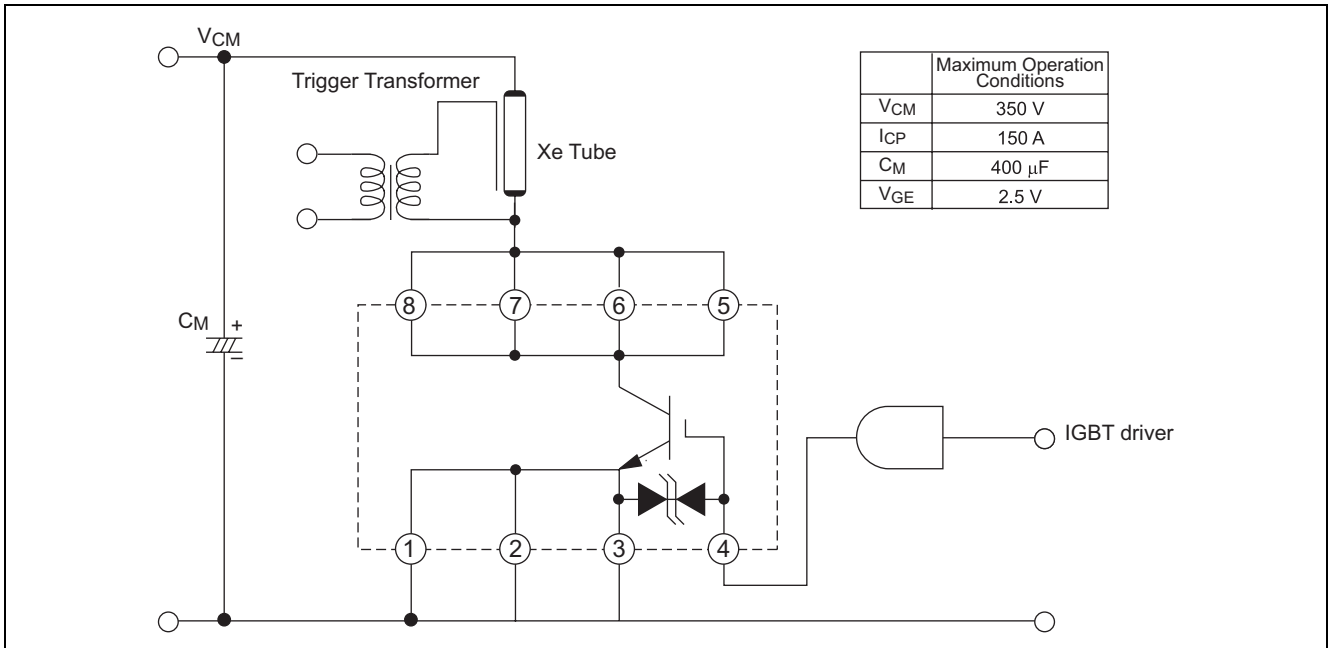 VCM
Trigger Transformer
Xe Tube
Maximum Operation
Conditions
VCM 350 V
ICP 150 A
CM 400 μF
VGE 2.5 V
8 7 6 5
CM + –
IGBT driver
1 2 3 4